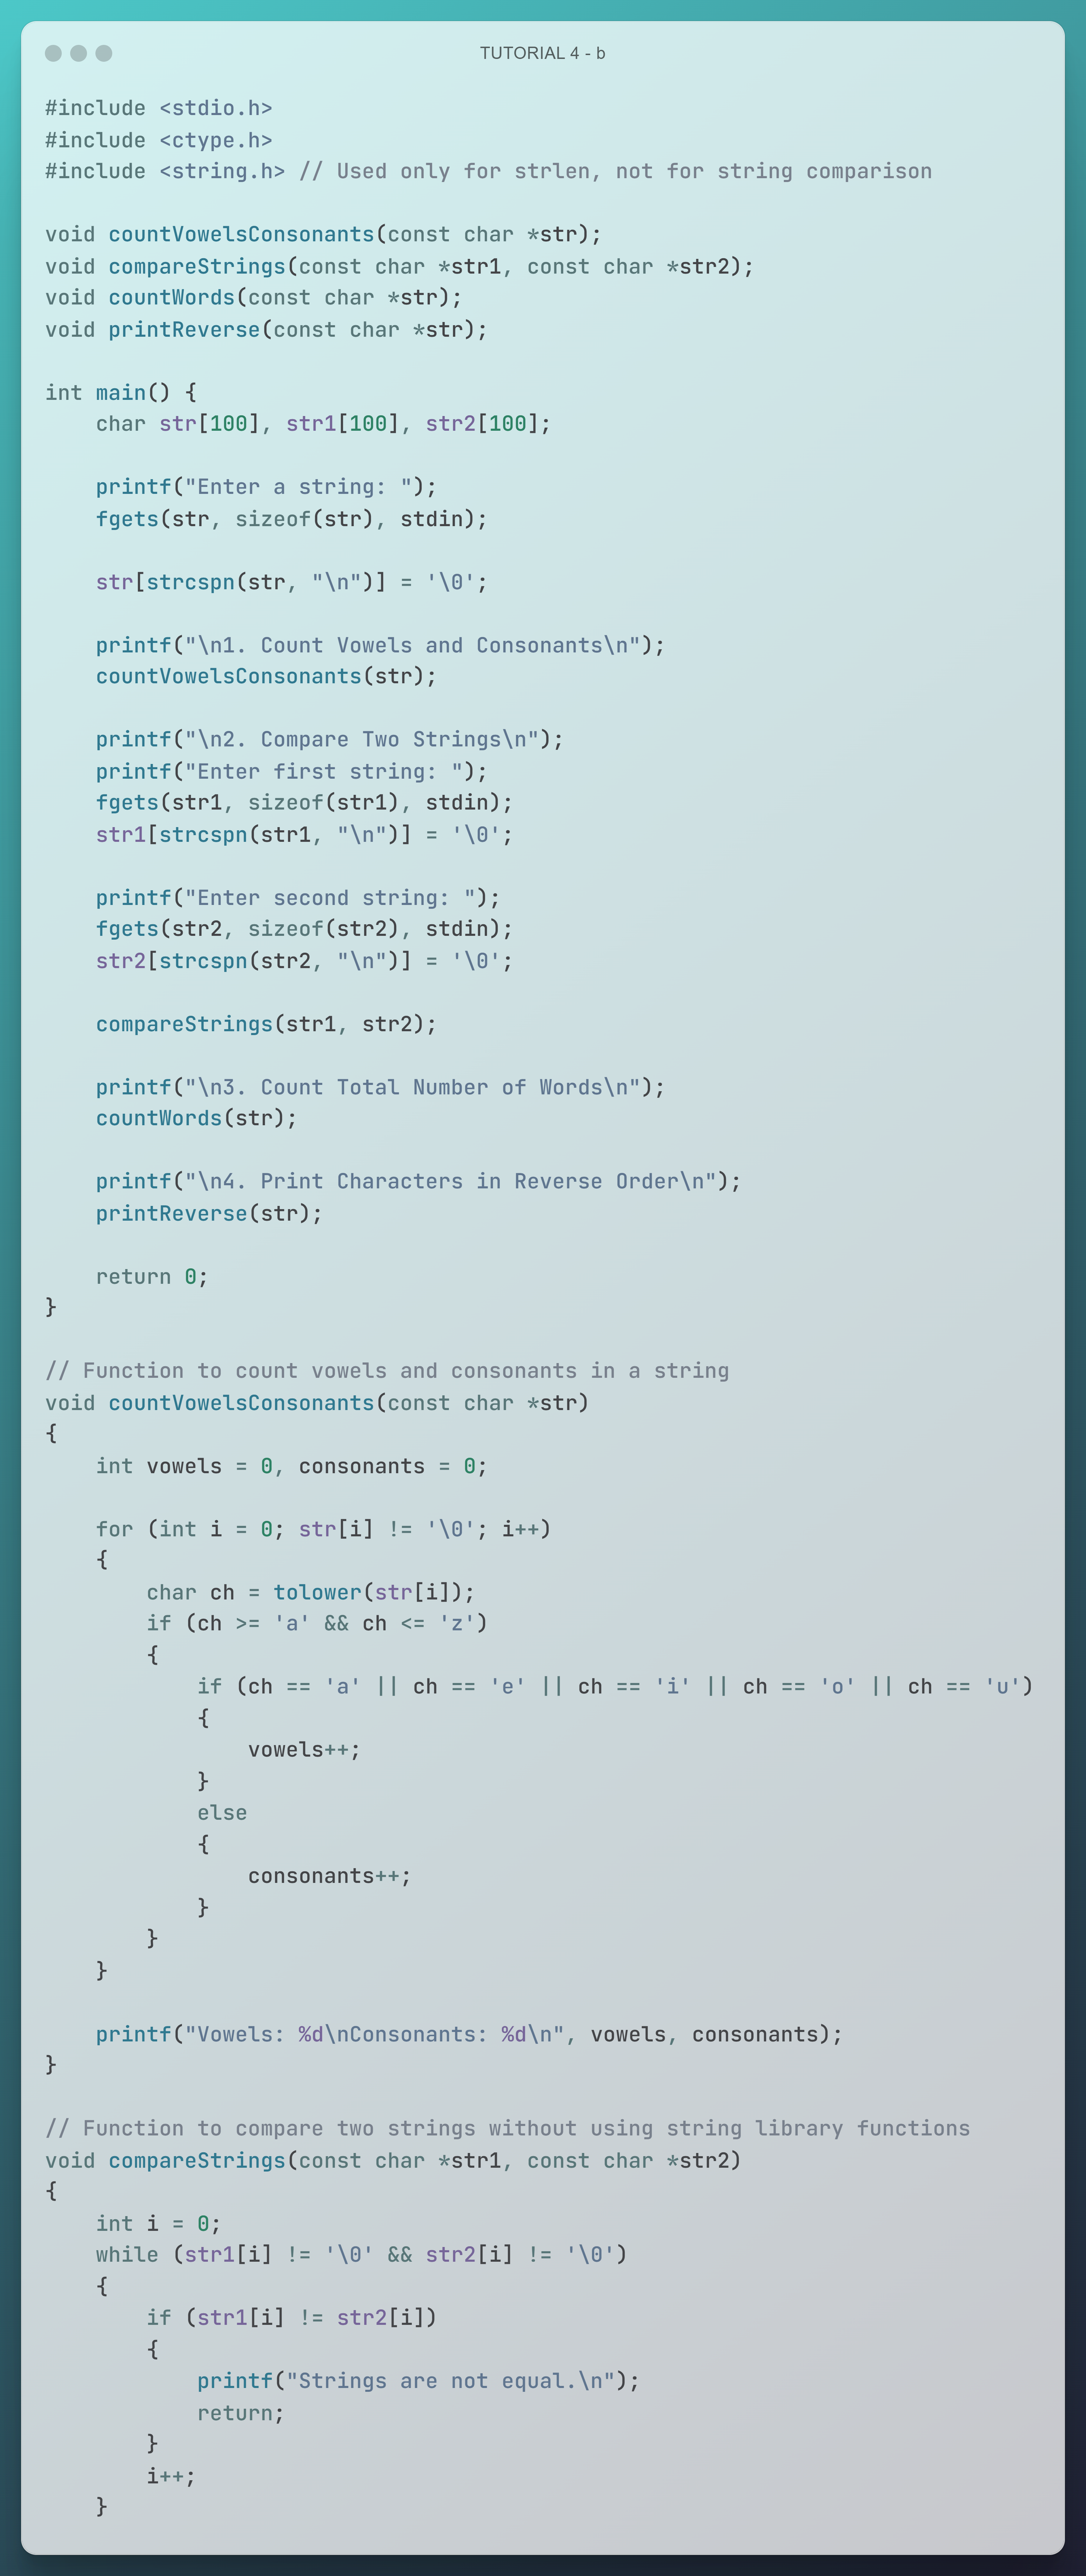 TUTORIAL 4 - b
#include <stdio.h>
#include <ctype.h>
#include <string.h> // Used only for strlen, not for string comparison

void countVowelsConsonants(const char *str);
void compareStrings(const char *str1, const char *str2);
void countWords(const char *str);
void printReverse(const char *str);

int main() {
    char str[100], str1[100], str2[100];

    printf("Enter a string: ");
    fgets(str, sizeof(str), stdin);

    str[strcspn(str, "\n")] = '\0';

    printf("\n1. Count Vowels and Consonants\n");
    countVowelsConsonants(str);

    printf("\n2. Compare Two Strings\n");
    printf("Enter first string: ");
    fgets(str1, sizeof(str1), stdin);
    str1[strcspn(str1, "\n")] = '\0';

    printf("Enter second string: ");
    fgets(str2, sizeof(str2), stdin);
    str2[strcspn(str2, "\n")] = '\0';

    compareStrings(str1, str2);

    printf("\n3. Count Total Number of Words\n");
    countWords(str);

    printf("\n4. Print Characters in Reverse Order\n");
    printReverse(str);

    return 0;
}

// Function to count vowels and consonants in a string
void countVowelsConsonants(const char *str)
{
    int vowels = 0, consonants = 0;

    for (int i = 0; str[i] != '\0'; i++)
    {
        char ch = tolower(str[i]);
        if (ch >= 'a' && ch <= 'z')
        {
            if (ch == 'a' || ch == 'e' || ch == 'i' || ch == 'o' || ch == 'u')
            {
                vowels++;
            }
            else
            {
                consonants++;
            }
        }
    }

    printf("Vowels: %d\nConsonants: %d\n", vowels, consonants);
}

// Function to compare two strings without using string library functions
void compareStrings(const char *str1, const char *str2)
{
    int i = 0;
    while (str1[i] != '\0' && str2[i] != '\0')
    {
        if (str1[i] != str2[i])
        {
            printf("Strings are not equal.\n");
            return;
        }
        i++;
    }